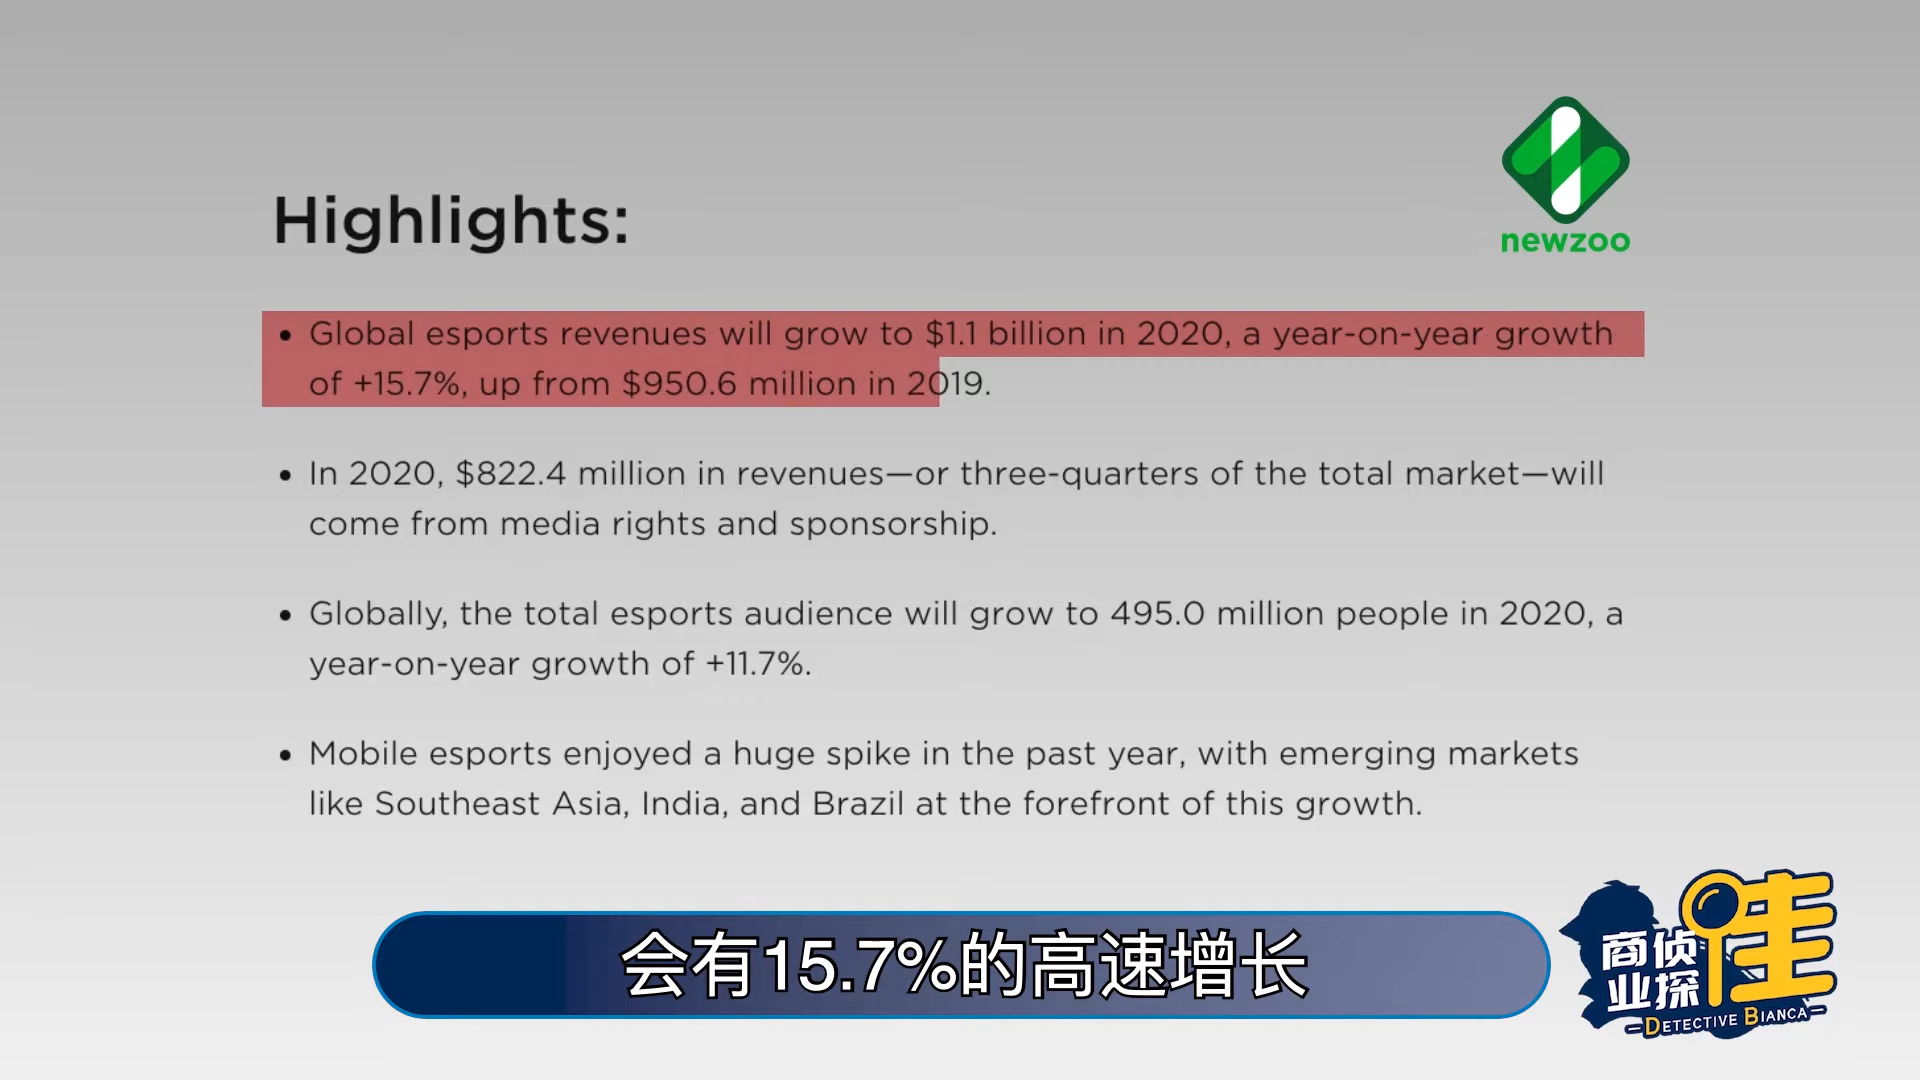 newzoo
Highlights:
• Global esports revenues will grow to $1.1 billion in 2020, a year-on-year growth
of +15.7%, up from $950.6 million in 2019.
• In 2020, $822.4 million in revenues—or three-quarters of the total market—will
come from media rights and sponsorship.
• Globally, the total esports audience will grow to 495.0 million people in 2020, a
year-on-year growth of +11.7%.
• Mobile esports enjoyed a huge spike in the past year, with emerging markets
like Southeast Asia, India, and Brazil at the forefront of this growth.
会有15.7%的高速增长
商业侦探佳
DETECTIVE BIANCA